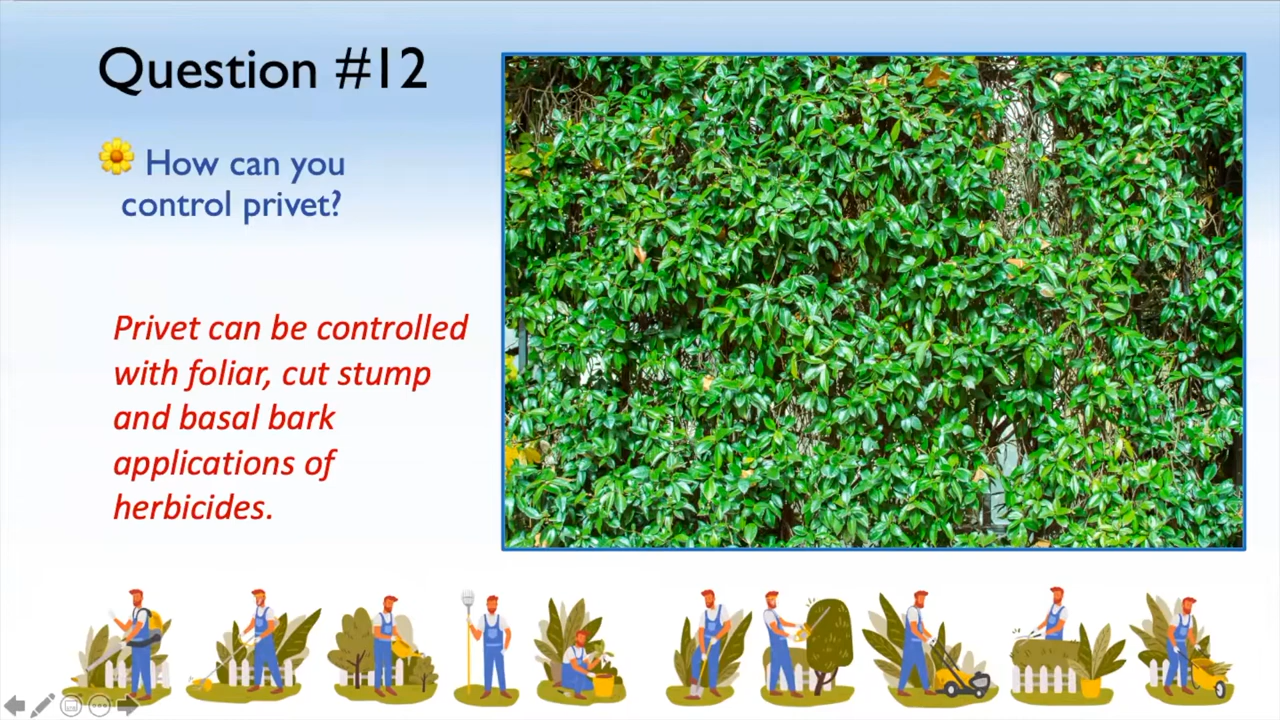 Question #12
How can you
control privet?
Privet can be controlled
with foliar, cut stump
and basal bark
applications of
herbicides.